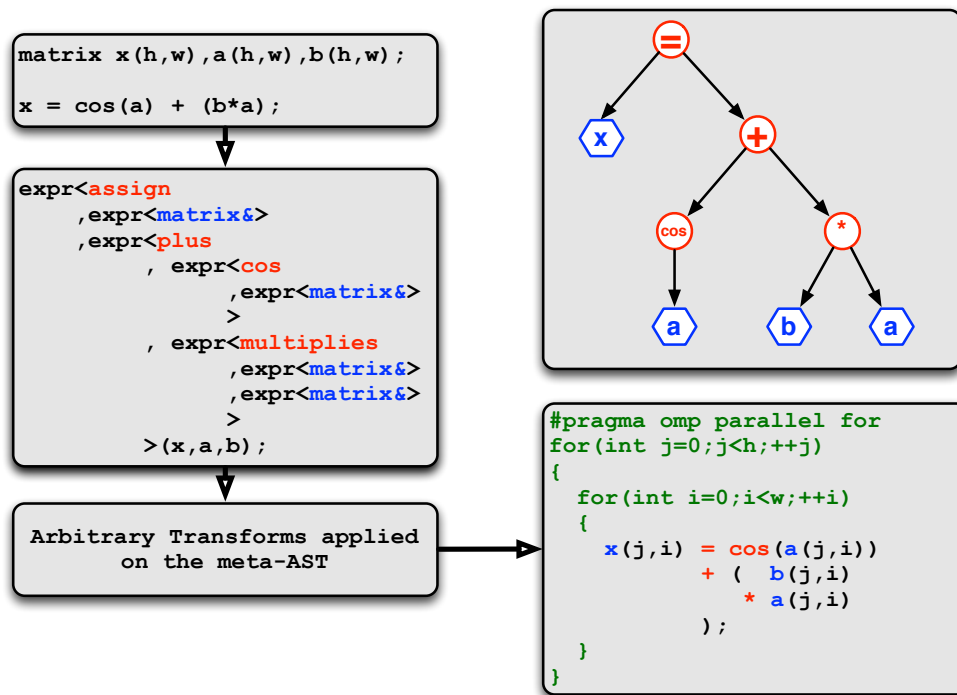 matrix x(h,w),a(h,w),b(h,w);
x = cos(a) + (b*a);
expr<assign
,expr<matrix&>
,expr<plus
, expr<cos
,expr<matrix&>
>
, expr<multiplies
,expr<matrix&>
,expr<matrix&>
>
>(x,a,b);
Arbitrary Transforms applied
on the meta-AST
=
x
+
cos
*
a
b
a
#pragma omp parallel for
for(int j=0;j<h;++j)
{
for(int i=0;i<w;++i)
{
x(j,i) = cos(a(j,i))
+ ( b(j,i)
* a(j,i)
);
}
}